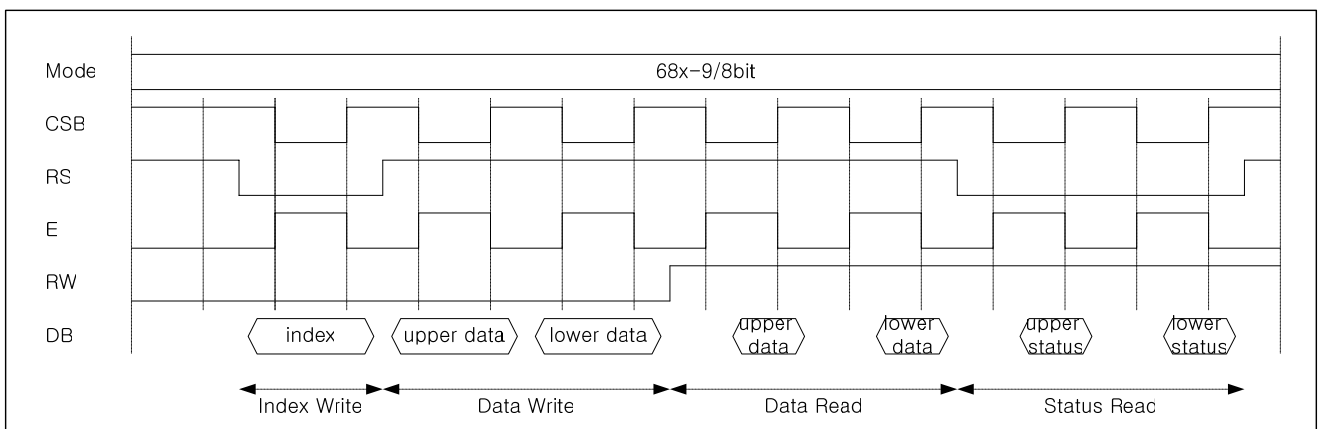 Mode 68x-9/8bit
CSB
RS
E
RW
DB index upper data lower data upper data lower data upper status lower status
Index Write Data Write Data Read Status Read